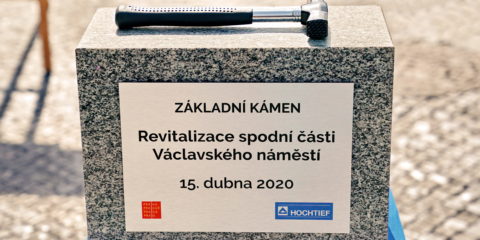 ZÁKLADNÍ KÁMEN
Revitalizace spodní části
Václavského náměstí
15. dubna 2020
HOCHTIEF